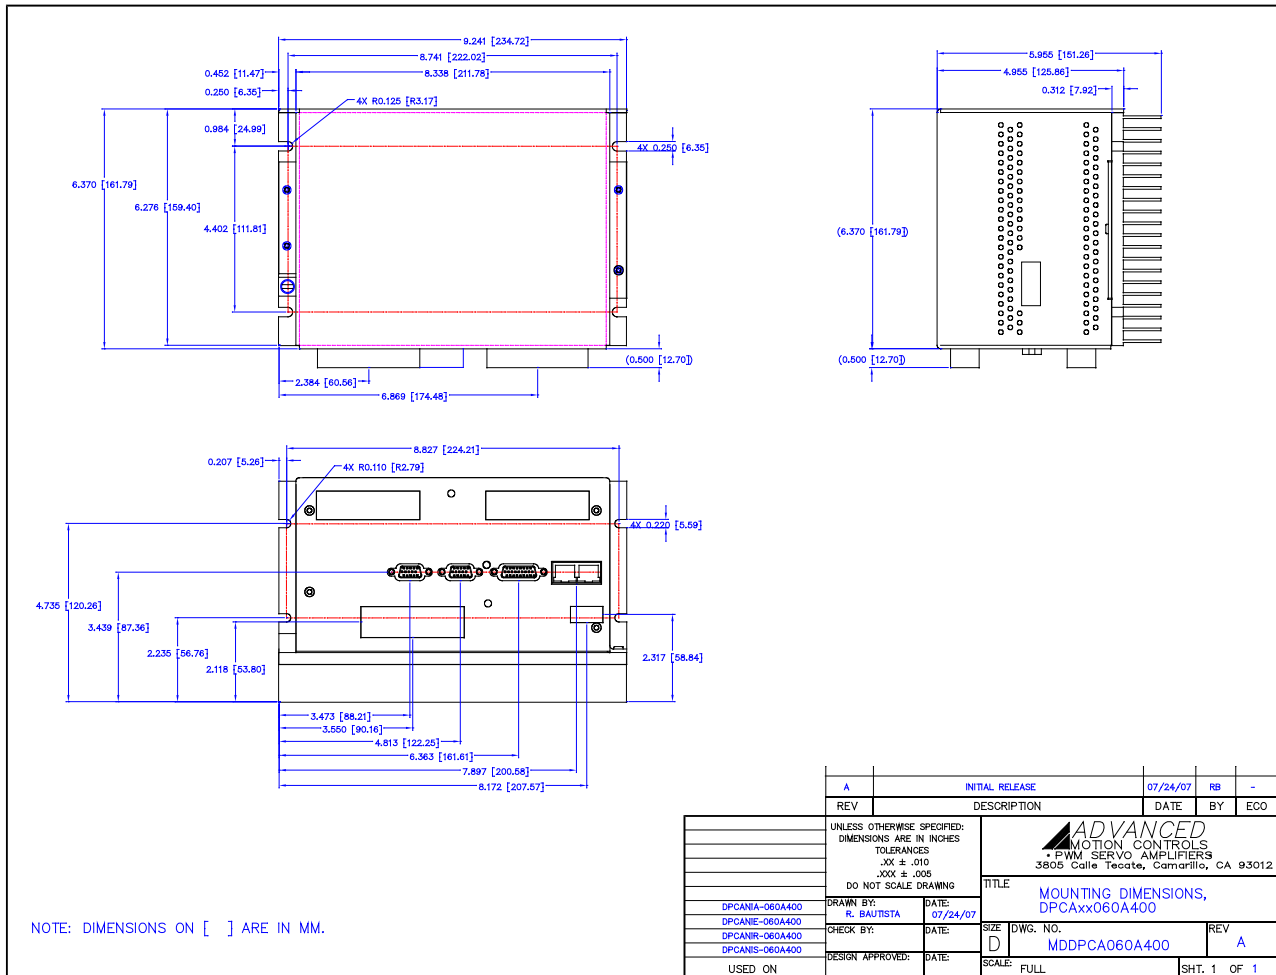 9.241 [234.72]
8.741 [222.02]
0.452 [11.47]
8.338 [211.78]
0.250 [6.35]
4X R0.125 [R3.17]
0.984 [24.99]
4X 0.250 [6.35]
6.370 [161.79]
6.276 [159.40]
4.402 [111.81]
(0.500 [12.70])
2.384 [60.56]
6.869 [174.48]
5.955 [151.26]
4.955 [125.86]
0.312 [7.92]
(6.370 [161.79])
(0.500 [12.70])
8.827 [224.21]
0.207 [5.26]
4X R0.110 [R2.79]
4X 0.220 [5.59]
4.735 [120.26]
3.439 [87.36]
2.235 [56.76]
2.118 [53.80]
2.317 [58.84]
3.473 [88.21]
3.550 [90.16]
4.813 [122.25]
6.363 [161.61]
7.897 [200.58]
8.172 [207.57]
NOTE: DIMENSIONS ON [ ] ARE IN MM.
A INITIAL RELEASE 07/24/07 RB -
REV DESCRIPTION DATE BY ECO
UNLESS OTHERWISE SPECIFIED:
DIMENSIONS ARE IN INCHES
TOLERANCES
.XX ± .010
.XXX ± .005
DO NOT SCALE DRAWING
ADVANCED
MOTION CONTROLS
• PWM SERVO AMPLIFIERS
3805 Calle Tecate, Camarillo, CA 93012
TITLE
MOUNTING DIMENSIONS,
DPCAxx060A400
DPCANIA-060A400
DPCANIE-060A400
DPCANIR-060A400
DPCANIS-060A400
USED ON
DRAWN BY: DATE:
R. BAUTISTA 07/24/07
CHECK BY: DATE:
DESIGN APPROVED: DATE:
SIZE DWG. NO. REV
D MDDPCA060A400 A
SCALE: FULL SHT. 1 OF 1